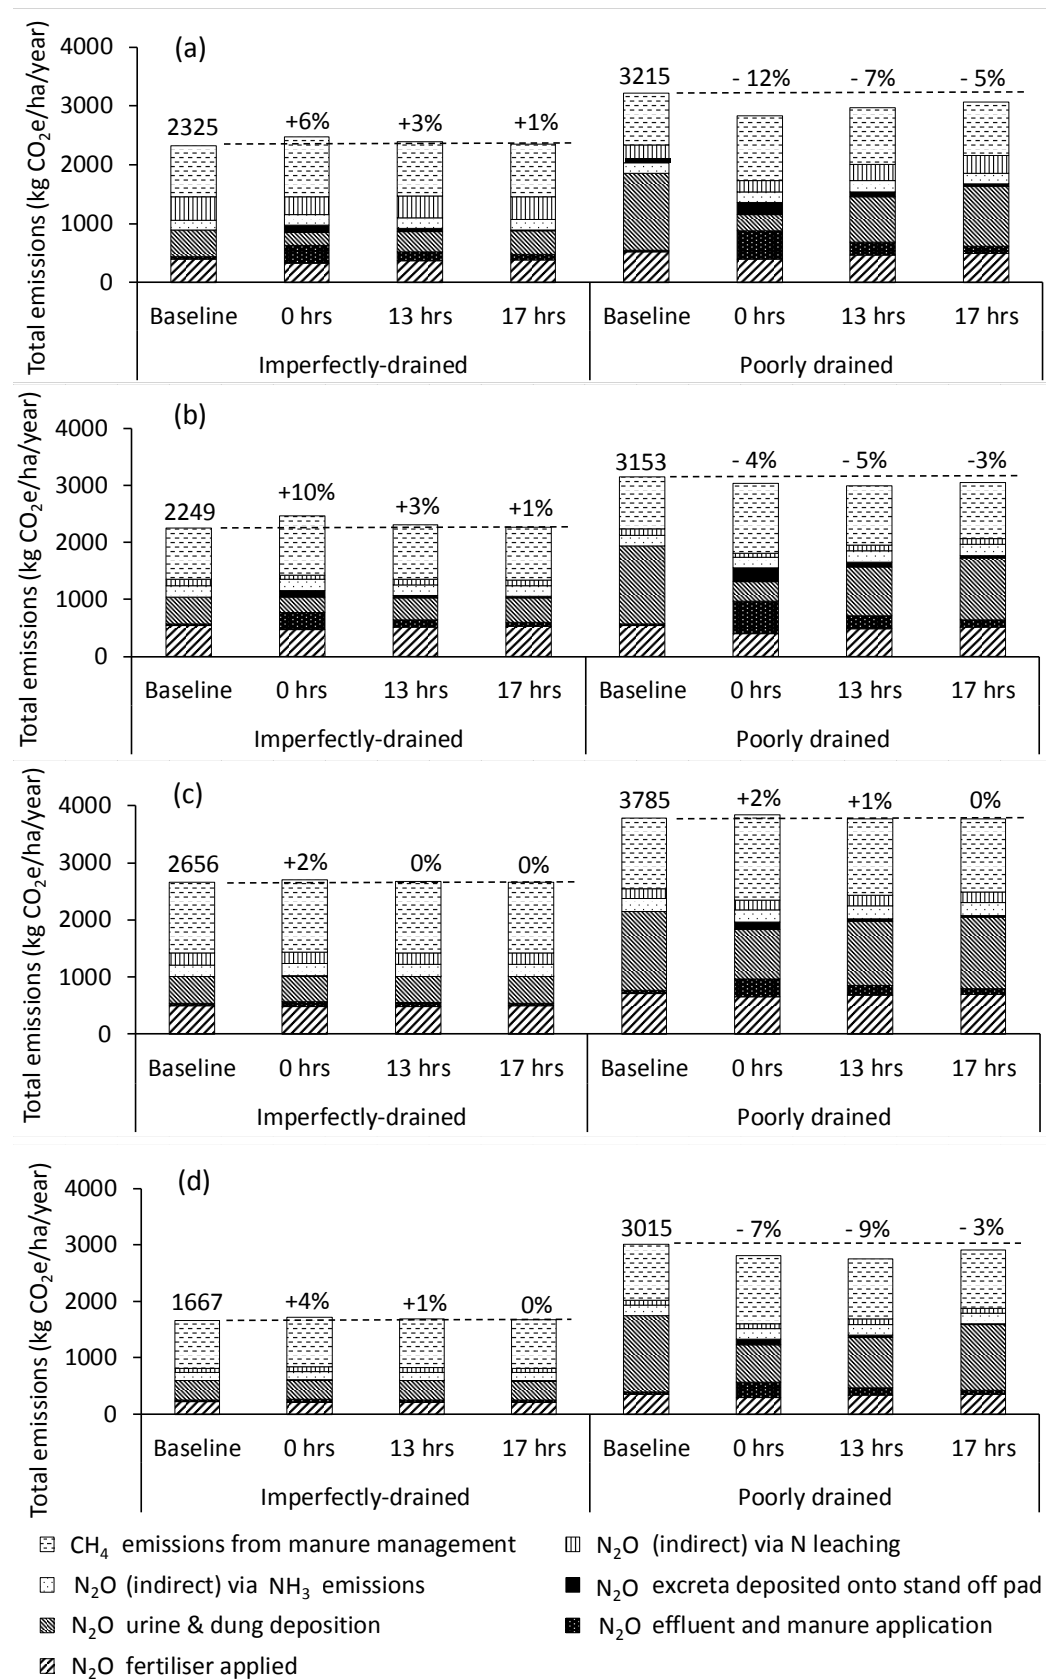 (a)
Total emissions (kg CO2e/ha/year)
4000
3000
2000
1000
0
2325 +6% +3% +1% 3215 - 12% - 7% - 5%
Baseline 0 hrs 13 hrs 17 hrs Baseline 0 hrs 13 hrs 17 hrs
Imperfectly-drained Poorly drained
(b)
Total emissions (kg CO2e/ha/year)
4000
3000
2000
1000
0
2249 +10% +3% +1% 3153 - 4% - 5% -3%
Baseline 0 hrs 13 hrs 17 hrs Baseline 0 hrs 13 hrs 17 hrs
Imperfectly-drained Poorly drained
(c)
Total emissions (kg CO2e/ha/year)
4000
3000
2000
1000
0
2656 +2% 0% 0% 3785 +2% +1% 0%
Baseline 0 hrs 13 hrs 17 hrs Baseline 0 hrs 13 hrs 17 hrs
Imperfectly-drained Poorly drained
(d)
Total emissions (kg CO2e/ha/year)
4000
3000
2000
1000
0
1667 +4% +1% 0% 3015 - 7% - 9% - 3%
Baseline 0 hrs 13 hrs 17 hrs Baseline 0 hrs 13 hrs 17 hrs
Imperfectly-drained Poorly drained
CH4 emissions from manure management N2O (indirect) via N leaching
N2O (indirect) via NH3 emissions N2O excreta deposited onto stand off pad
N2O urine & dung deposition N2O effluent and manure application
N2O fertiliser applied